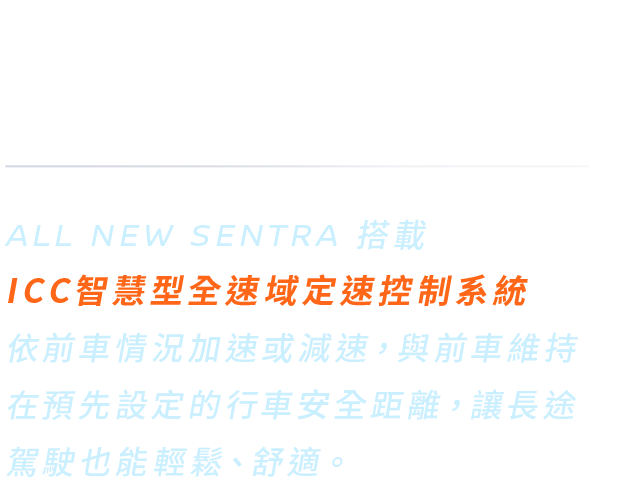 ALL NEW SENTRA 搭載
ICC智慧型全速域定速控制系統
依前車情況加速或減速，與前車維持
在預先設定的行車安全距離，讓長途
駕駛也能輕鬆、舒適。